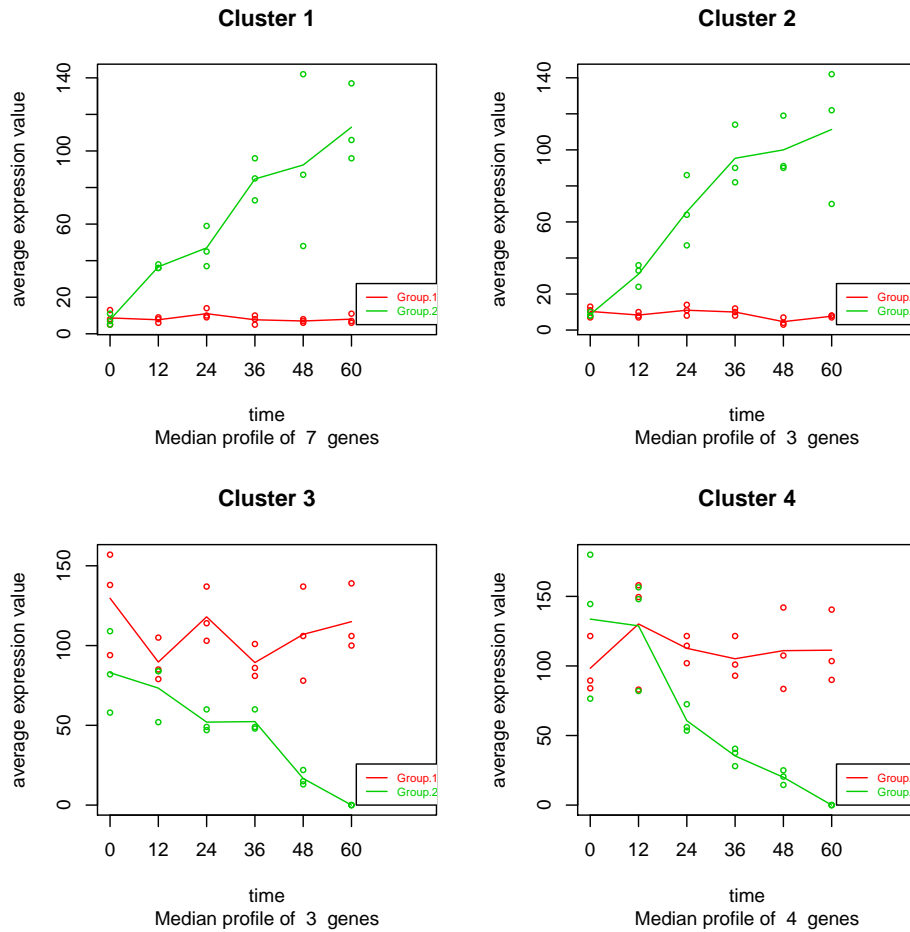 Cluster 1
average expression value
0 20 60 100 140
0 12 24 36 48 60
Group.1
Group.2
time
Median profile of 7 genes
Cluster 2
average expression value
0 20 60 100 140
0 12 24 36 48 60
Group.
Group.
time
Median profile of 3 genes
Cluster 3
average expression value
0 50 100 150
0 12 24 36 48 60
Group.1
Group.2
time
Median profile of 3 genes
Cluster 4
average expression value
0 50 100 150
0 12 24 36 48 60
Group.
Group.
time
Median profile of 4 genes